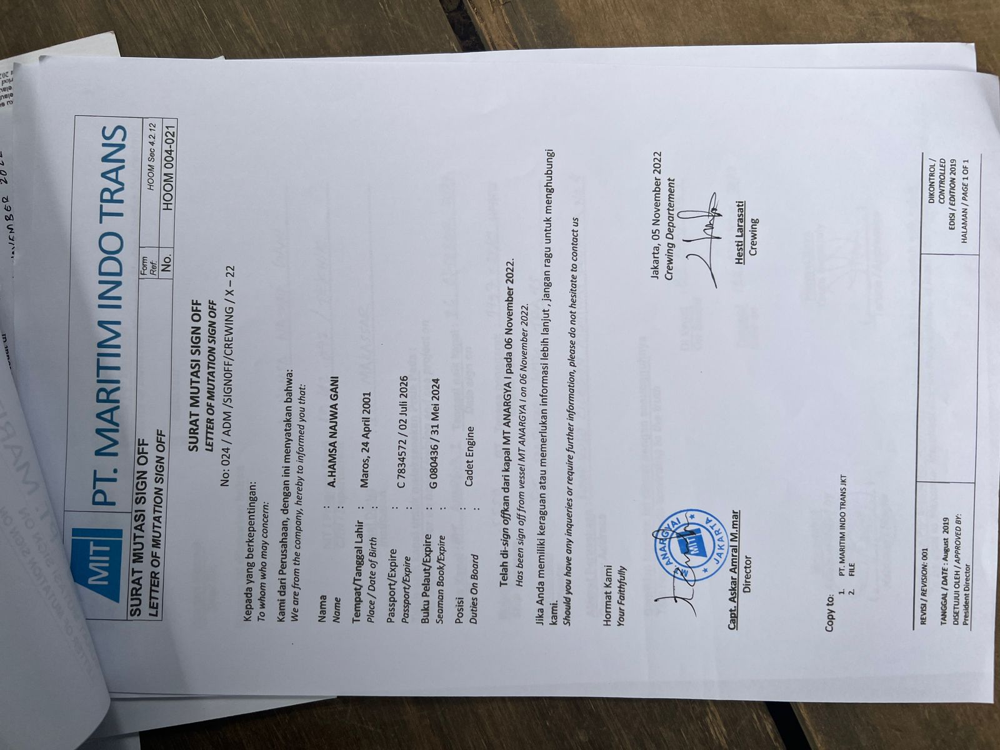 MIT
PT. MARITIM INDO TRANS
SURAT MUTASI SIGN OFF
LETER OF MUTATION SIGN OFF
Form Ref.
HOOM Sec 4.2.12
No.
HOOM 004-021
SURAT MUTASI SIGN OFF
LETER OF MUTATION SIGN OFF
No: 024 / ADM /SIGNOFF/CREWING / X – 22
Kepada yang berkepentingan:
To whom who may concern:
Kami dari Perusahaan, dengan ini menyatakan bahwa:
We are from the company, hereby to informed you that:
Nama : A.HAMSA NAJWA GANI
Name :
Tempat/Tanggal Lahir : Maros, 24 April 2001
Place / Date of Birth :
Passport/Expire : C 7834572 / 02 Juli 2026
Passport/Expire :
Buku Pelaut/Expire : G 080436 / 31 Mei 2024
Seaman Book/Expire :
Posisi : Cadet Engine
Duties On Board :
Telah di-sign offkan dari kapal MT ANARGYA I pada 06 November 2022.
Has been sign off from vessel MT ANARGYA I on 06 November 2022.
Jika Anda memiliki keraguan atau memerlukan informasi lebih lanjut , jangan ragu untuk menghubungi
kami.
Should you have any inqueries or require further information, please do not hesitate to contact us
Hormat Kami
Your Faithfully
Jakarta, 05 November 2022
Crewing Departement
M. ANARGYA I
MIT
JAKARTA
Capt. Askar Amral M.mar
Director
Hesti Larasati
Crewing
Copy to:
1. PT. MARITIM INDO TRANS JKT
2. FILE
REVISI / REVISION: 001
TANGGAL / DATE : August 2019
DISETUJU OLEH / APPROVED BY:
President Director
DIKONTROL /
CONTROLLED
EDISI / EDITION 2019
HALAMAN / PAGE 1 OF 1